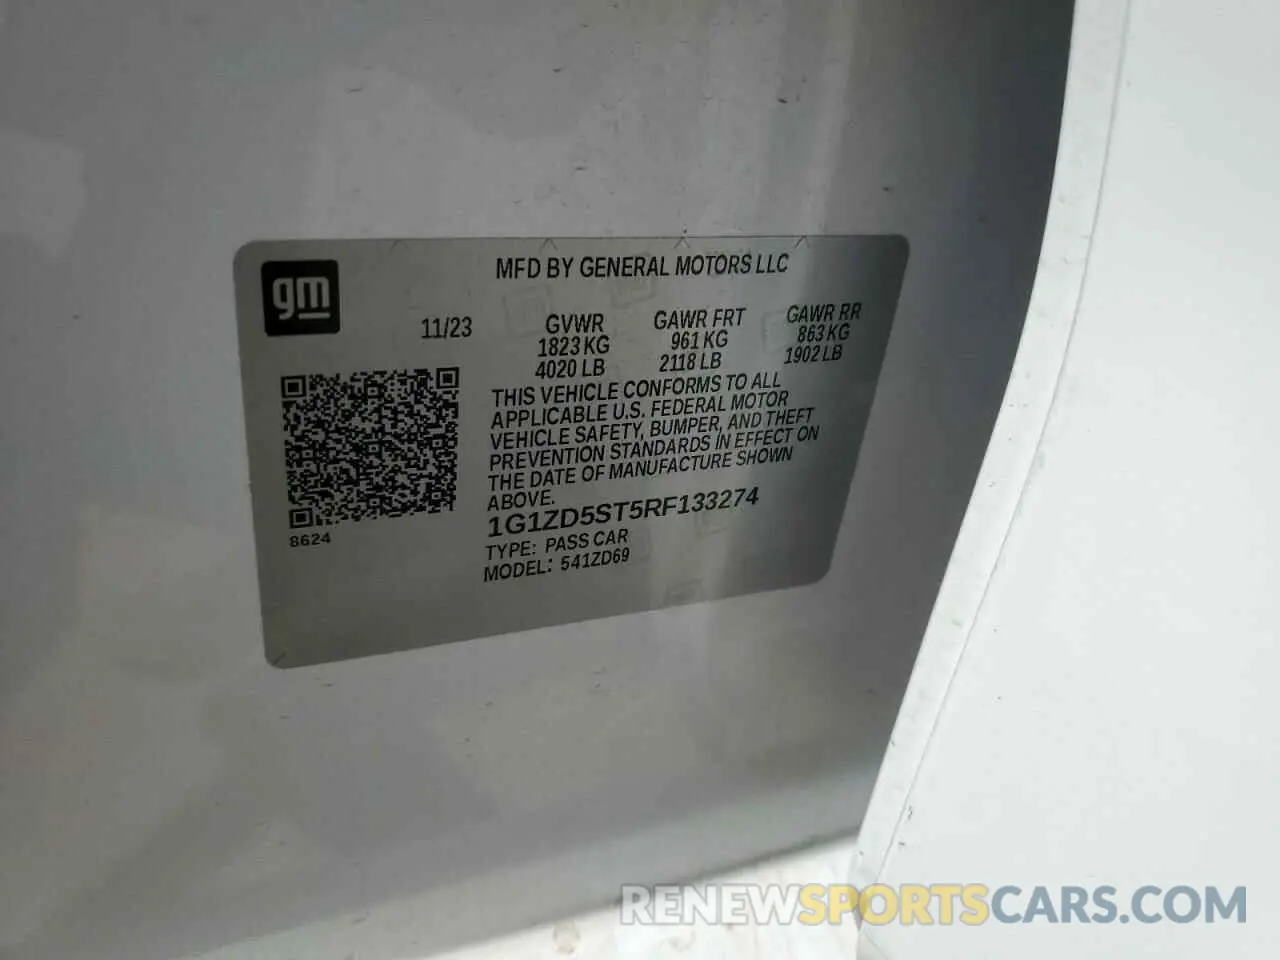 MFD BY GENERAL MOTORS LLC
gm
11/23
GVWR GAWR FRT GAWR RR
1823 KG 961 KG 863 KG
4020 LB 2118 LB 1902 LB
THIS VEHICLE CONFORMS TO ALL
APPLICABLE U.S. FEDERAL MOTOR
VEHICLE SAFETY, BUMPER, AND THEFT
PREVENTION STANDARDS IN EFFECT ON
THE DATE OF MANUFACTURE SHOWN
ABOVE.
1G1ZD5ST5RF133274
TYPE: PASS CAR
MODEL: 541ZD69
8624
RENEWSPORTSCARS.COM